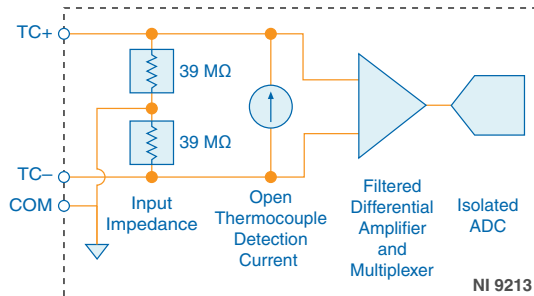 TC+
39 MΩ
39 MΩ
TC–
COM
Input
Impedance
Open
Thermocouple
Detection
Current
Filtered
Differential
Amplifier
and
Multiplexer
Isolated
ADC
NI 9213